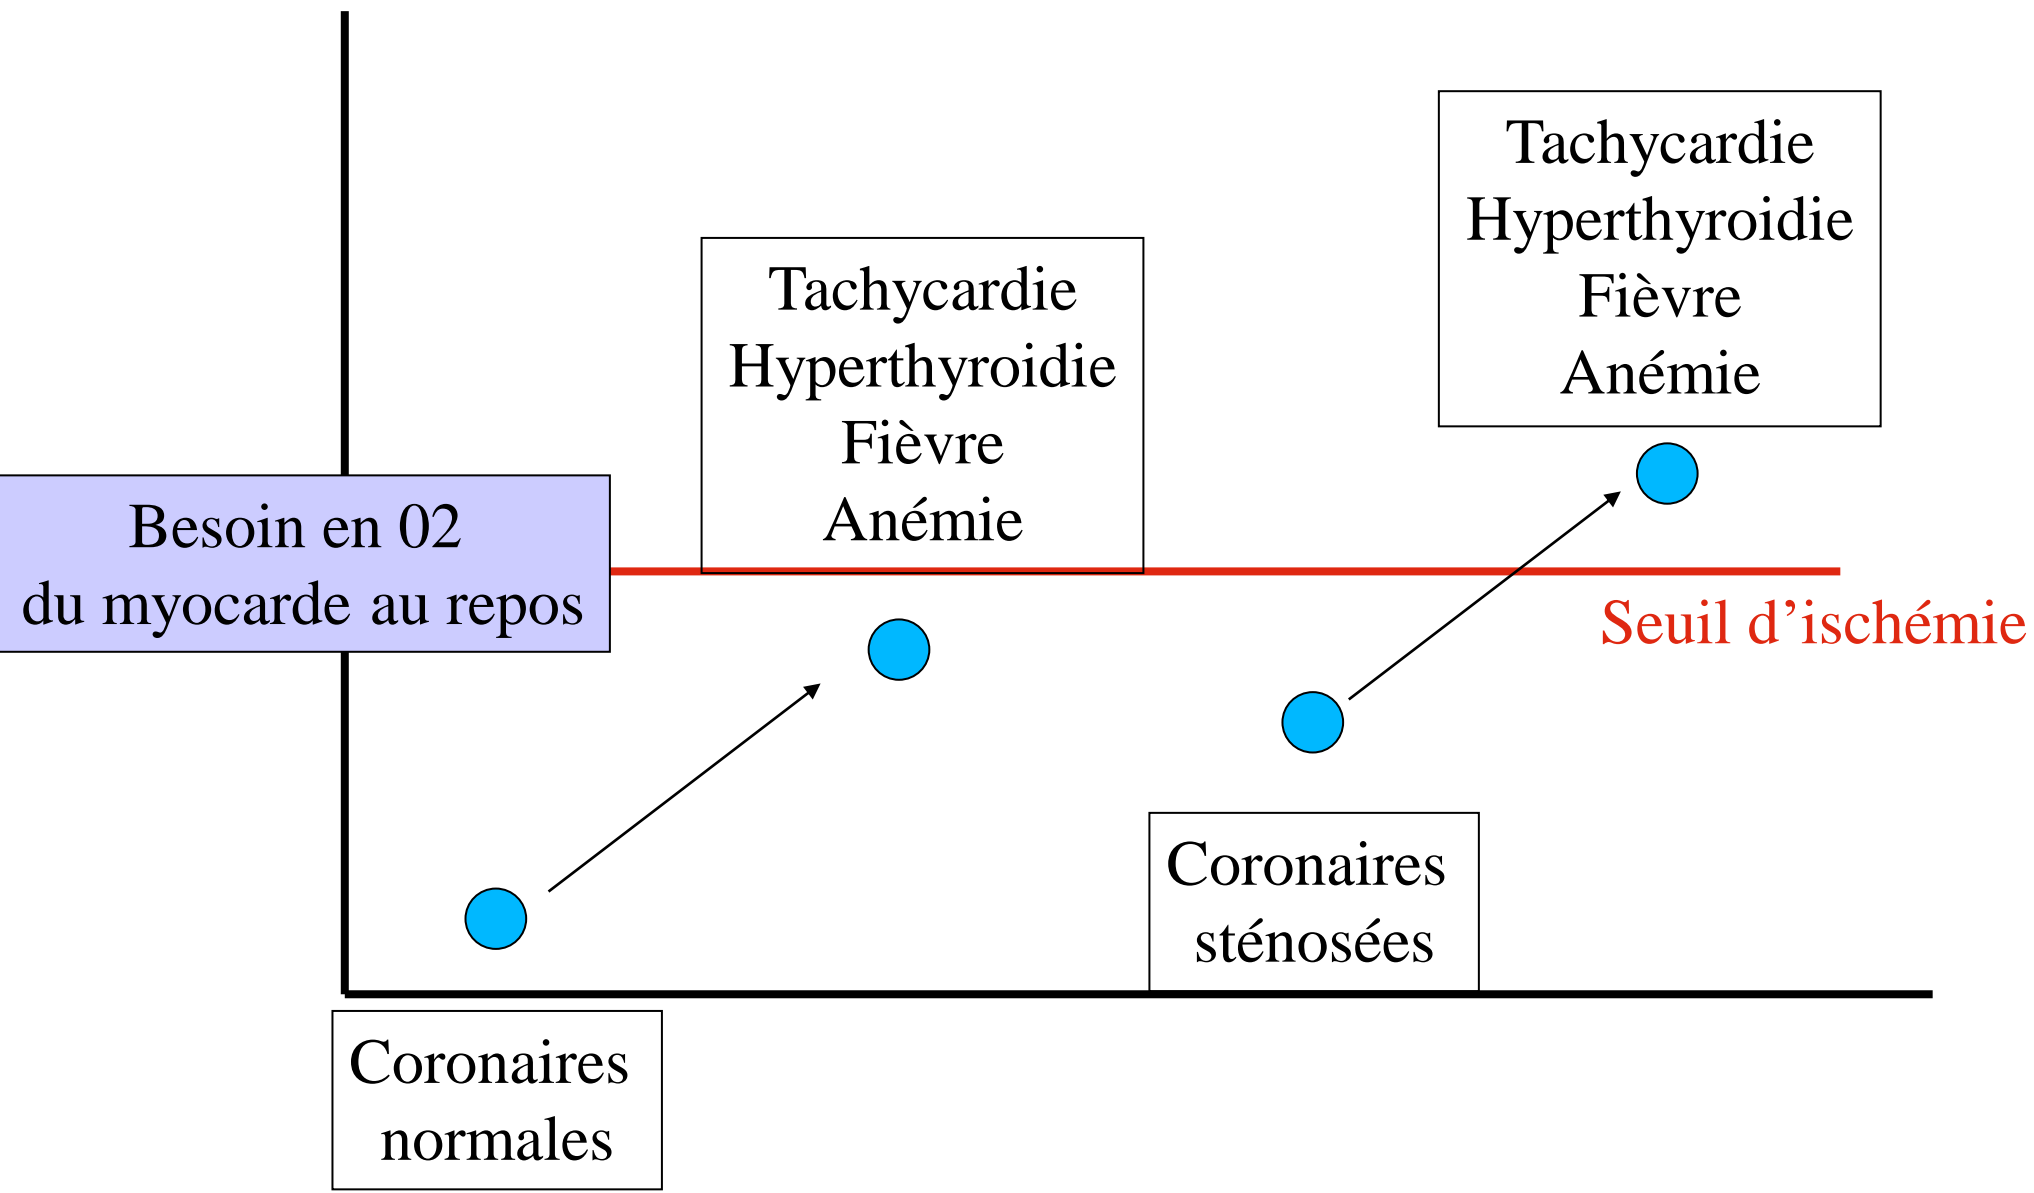 Tachycardie
Hyperthyroidie
Fièvre
Anémie
Tachycardie
Hyperthyroidie
Fièvre
Anémie
Besoin en 02
du myocarde au repos
Seuil d’ischémie
Coronaires
sténosées
Coronaires
normales